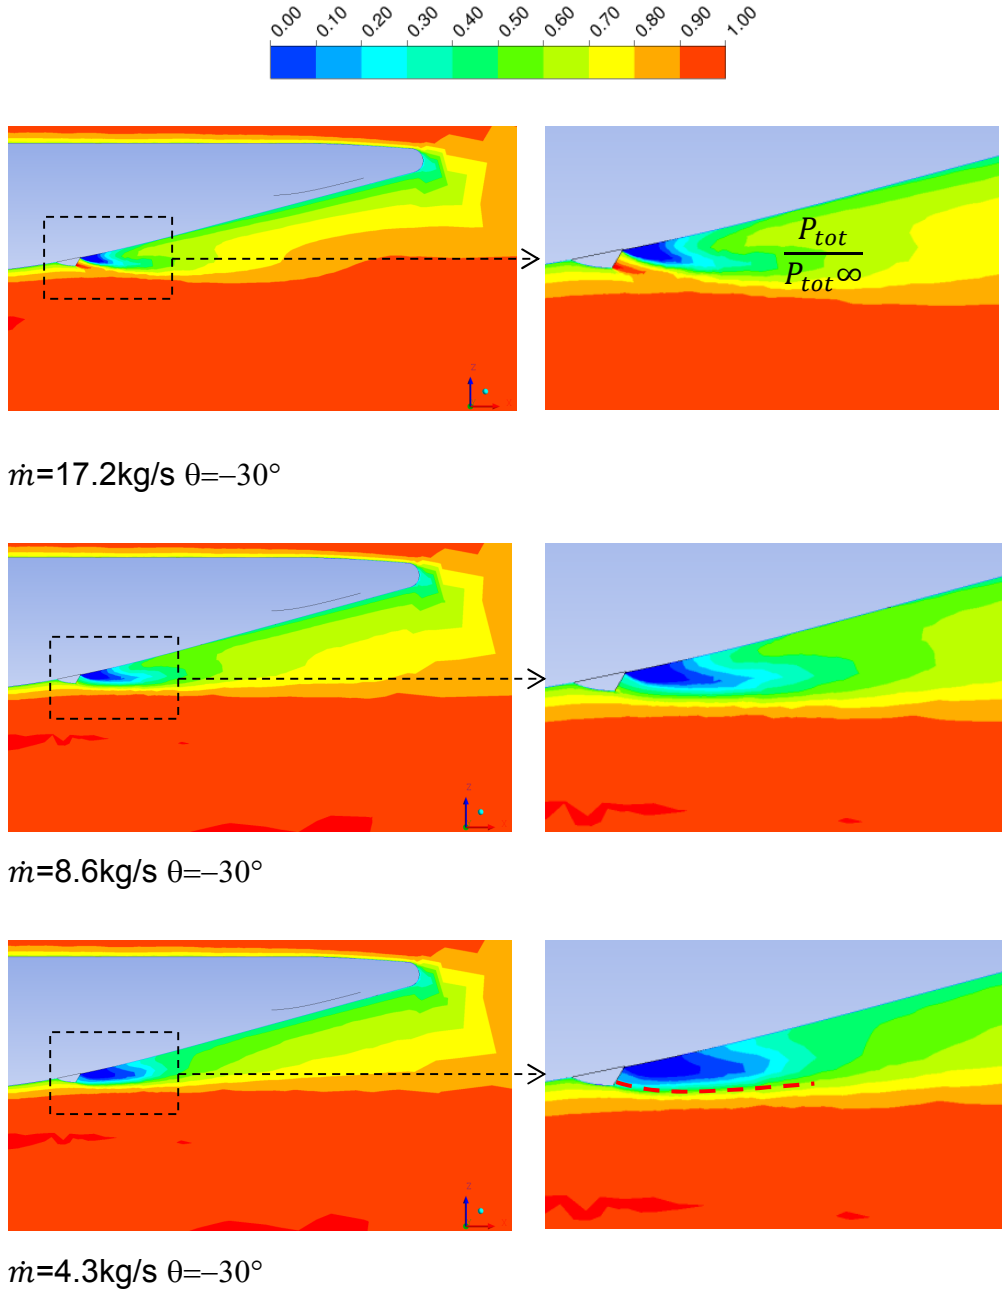 0.00 0.10 0.20 0.30 0.40 0.50 0.60 0.70 0.80 0.90 1.00
P_tot
P_tot∞
z
ṁ=17.2kg/s θ=−30°
z
ṁ=8.6kg/s θ=−30°
z
ṁ=4.3kg/s θ=−30°